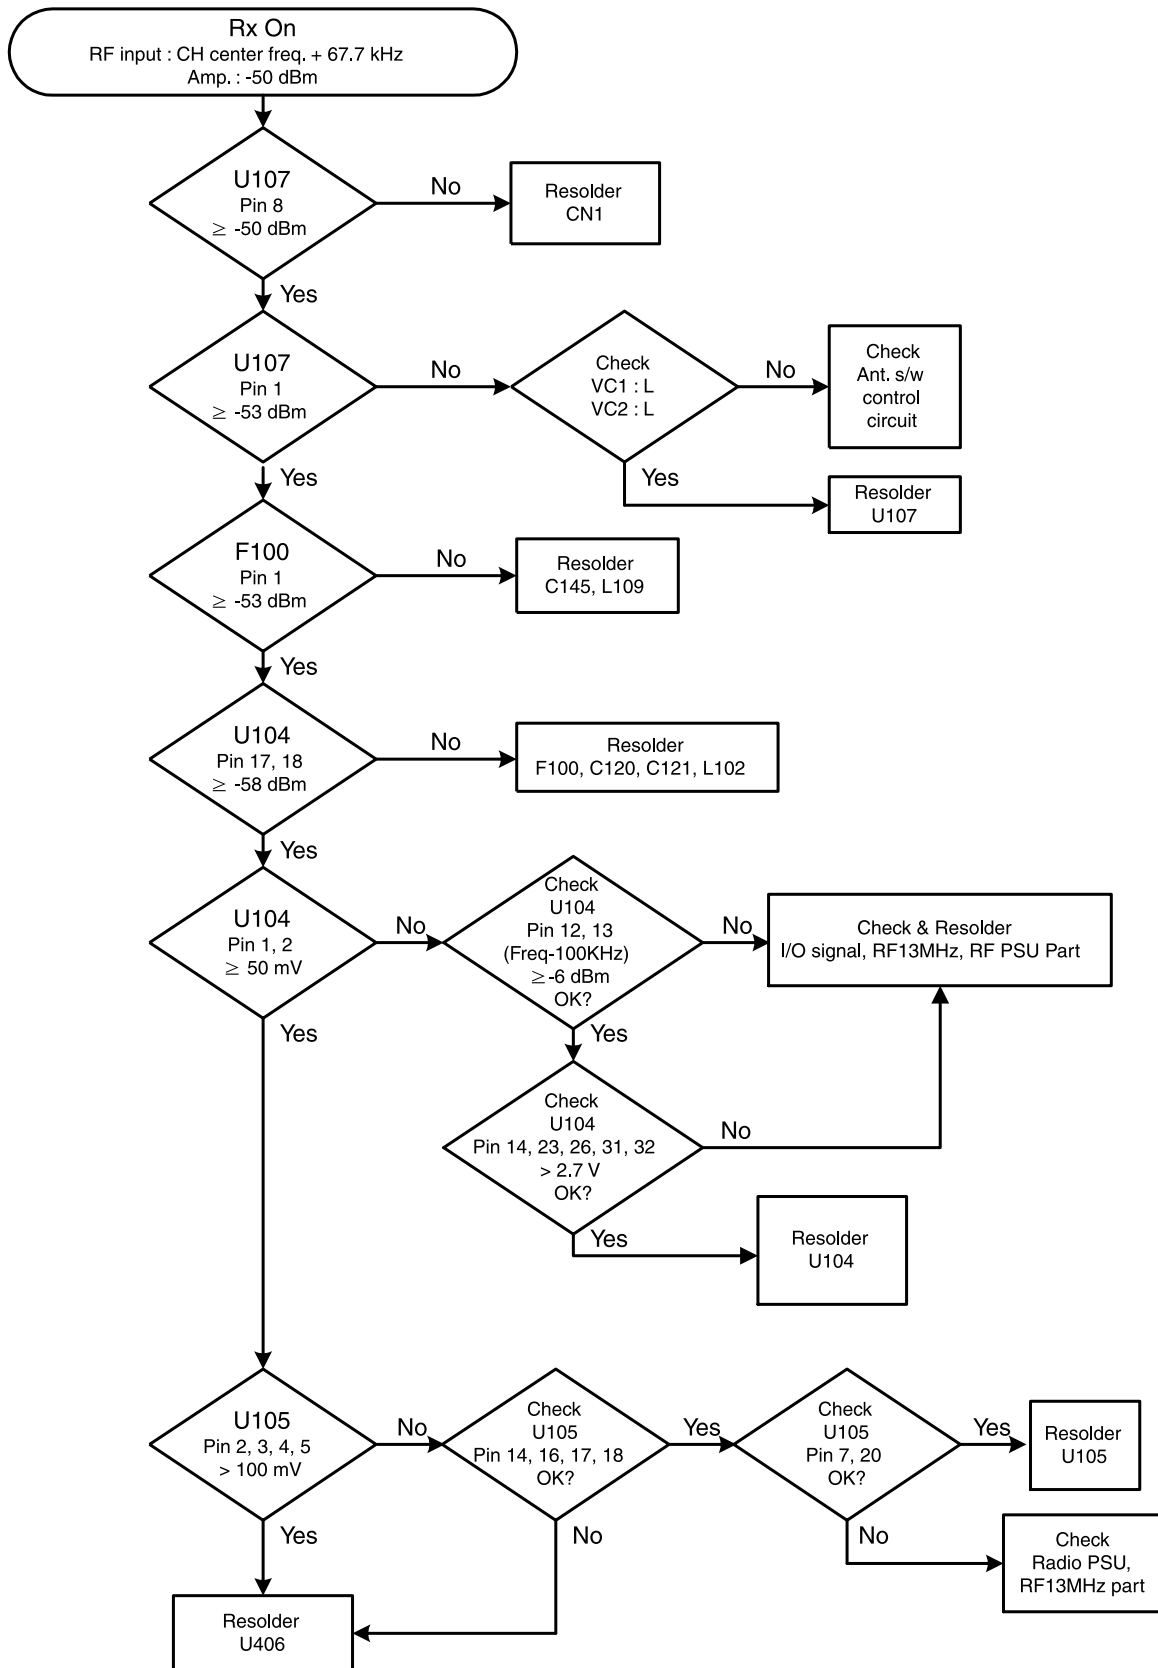 Rx On
RF input : CH center freq. + 67.7 kHz
Amp. : -50 dBm
U107
Pin 8
≥ -50 dBm
No
Resolder
CN1
Yes
U107
Pin 1
≥ -53 dBm
No
Check
VC1 : L
VC2 : L
No
Check
Ant. s/w
control
circuit
Yes
Resolder
U107
Yes
F100
Pin 1
≥ -53 dBm
No
Resolder
C145, L109
Yes
U104
Pin 17, 18
≥ -58 dBm
No
Resolder
F100, C120, C121, L102
Yes
U104
Pin 1, 2
≥ 50 mV
No
Check
U104
Pin 12, 13
(Freq-100KHz)
≥ -6 dBm
OK?
No
Check & Resolder
I/O signal, RF13MHz, RF PSU Part
Yes
Yes
Check
U104
Pin 14, 23, 26, 31, 32
> 2.7 V
OK?
No
Yes
Resolder
U104
U105
Pin 2, 3, 4, 5
> 100 mV
No
Check
U105
Pin 14, 16, 17, 18
OK?
Yes
Check
U105
Pin 7, 20
OK?
Yes
Resolder
U105
Yes
No
No
Check
Radio PSU,
RF13MHz part
Resolder
U406